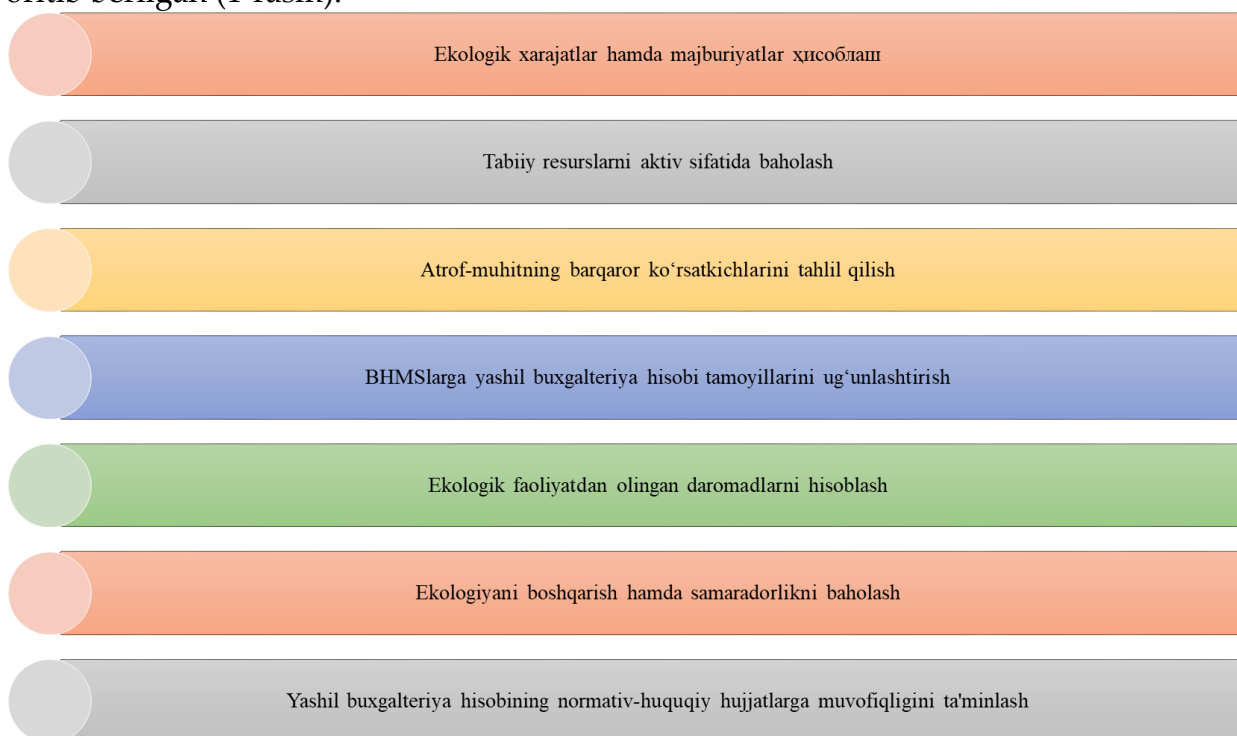 (1-rasm).
Ekologik xarajatlar hamda majburiyatlar ҳисоблаш
Tabiiy resurslarni aktiv sifatida baholash
Atrof-muhitning barqaror ko‘rsatkichlarini tahlil qilish
BHMSlarga yashil buxgalteriya hisobi tamoyillarini ug‘unlashtirish
Ekologik faoliyatdan olingan daromadlarni hisoblash
Ekologiyani boshqarish hamda samaradorlikni baholash
Yashil buxgalteriya hisobining normativ-huquqiy hujjatlarga muvofiqligini ta'minlash